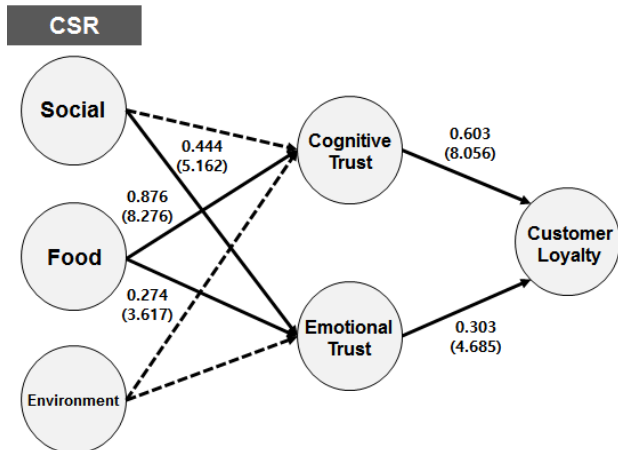 CSR
Social
0.444
(5.162)
Cognitive
Trust
0.603
(8.056)
0.876
(8.276)
Food
Customer
Loyalty
0.274
(3.617)
Emotional
Trust
0.303
(4.685)
Environment